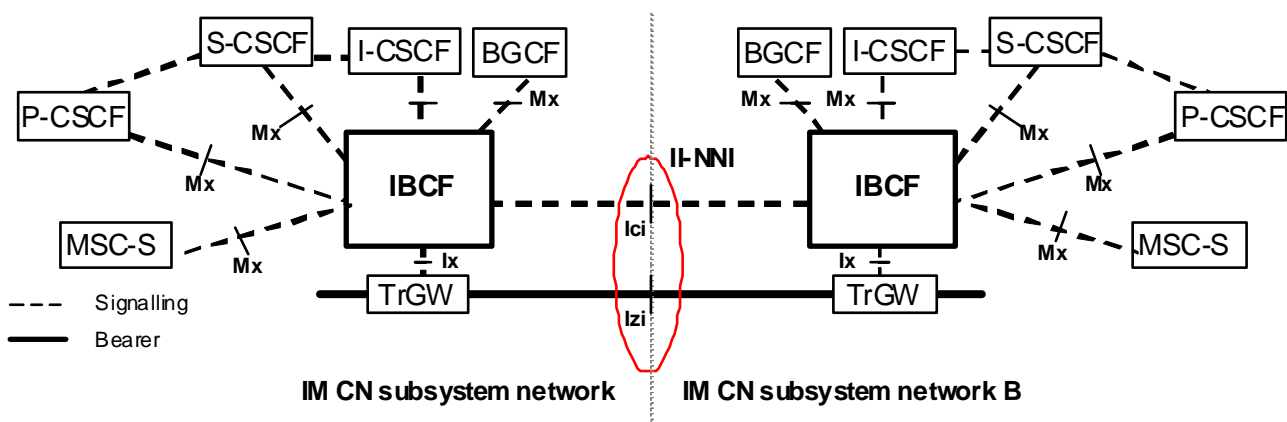 S-CSCF
I-CSCF
BGCF
BGCF
I-CSCF
S-CSCF
P-CSCF
P-CSCF
Mx
Mx
Mx
Mx
Mx
Mx
Mx
II-NNI
IBCF
IBCF
Mx
Mx
MSC-S
MSC-S
Ici
Ix
Ix
TrGW
TrGW
Izi
Signalling
Bearer
IM CN subsystem network
IM CN subsystem network B